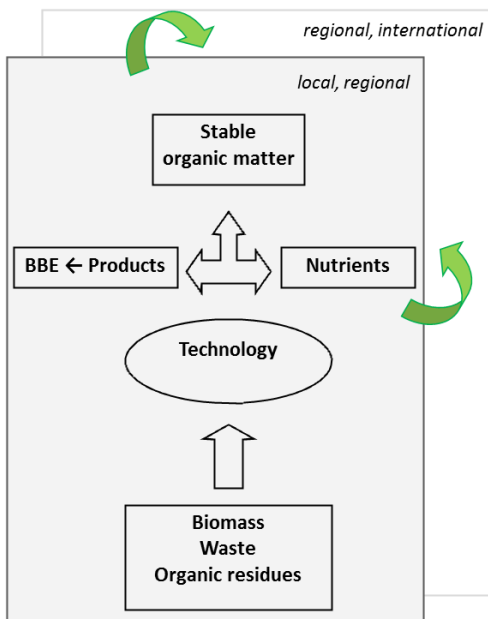 regional, international
local, regional
Stable
organic matter
BBE ← Products
Nutrients
Technology
Biomass
Waste
Organic residues